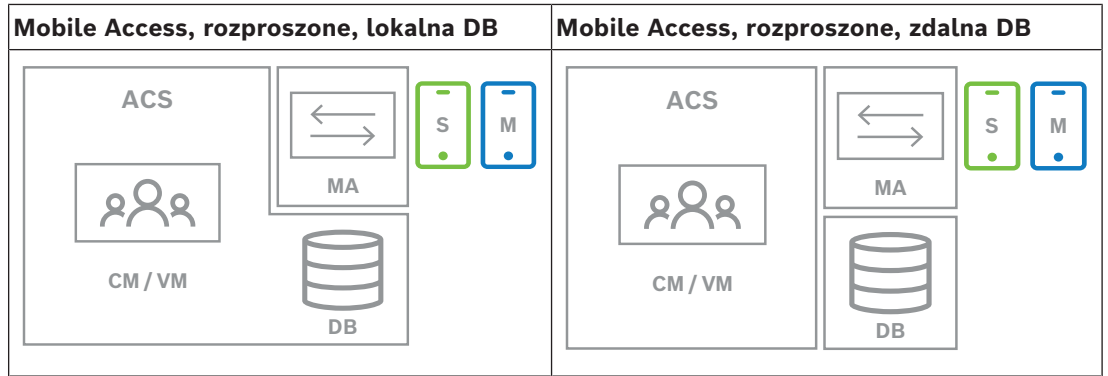 Mobile Access, rozproszone, lokalna DB
ACS
S
M
MA
CM / VM
DB
Mobile Access, rozproszone, zdalna DB
ACS
S
M
MA
CM / VM
DB